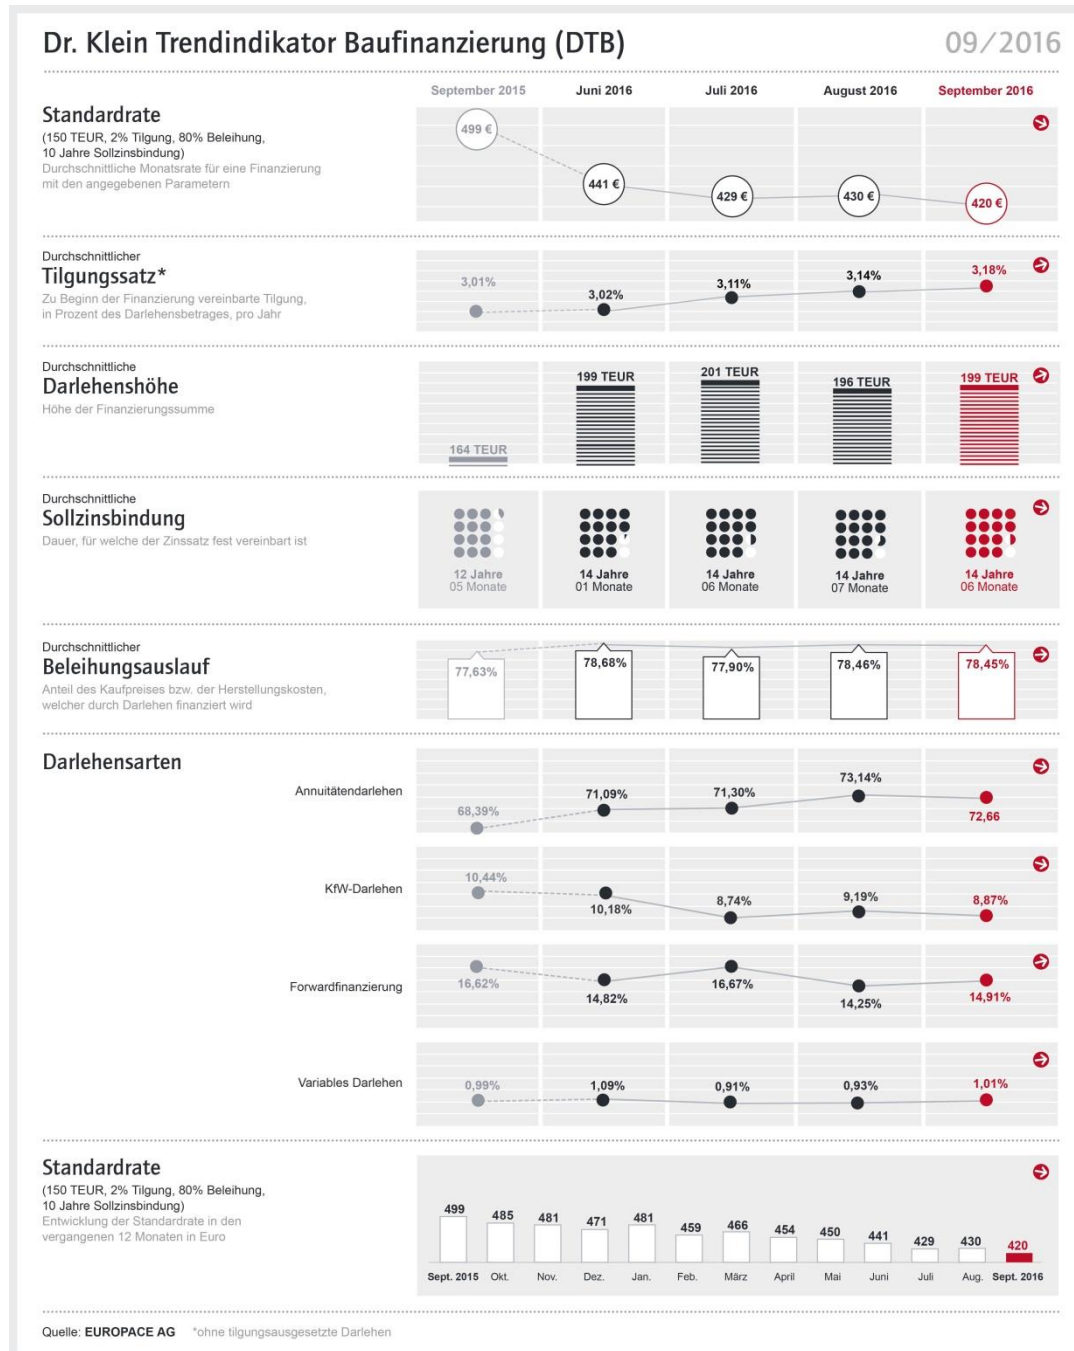 Dr. Klein Trendindikator Baufinanzierung (DTB)
09/2016
September 2015
Juni 2016
Juli 2016
August 2016
September 2016
Standardrate
(150 TEUR, 2% Tilgung, 80% Beleihung,
10 Jahre Sollzinsbindung)
Durchschnittliche Monatsrate für eine Finanzierung
mit den angegebenen Parametern
499 €
441 €
429 €
430 €
420 €
Durchschnittlicher
Tilgungssatz*
Zu Beginn der Finanzierung vereinbarte Tilgung,
in Prozent des Darlehensbetrages, pro Jahr
3,01%
3,02%
3,11%
3,14%
3,18%
Durchschnittliche
Darlehenshöhe
Höhe der Finanzierungssumme
164 TEUR
199 TEUR
201 TEUR
196 TEUR
199 TEUR
Durchschnittliche
Sollzinsbindung
Dauer, für welche der Zinssatz fest vereinbart ist
12 Jahre
05 Monate
14 Jahre
01 Monate
14 Jahre
06 Monate
14 Jahre
07 Monate
14 Jahre
06 Monate
Durchschnittlicher
Beleihungsauslauf
Anteil des Kaufpreises bzw. der Herstellungskosten,
welcher durch Darlehen finanziert wird
77,63%
78,68%
77,90%
78,46%
78,45%
Darlehensarten
Annuitätendarlehen
68,39%
71,09%
71,30%
73,14%
72,66
KfW-Darlehen
10,44%
10,18%
8,74%
9,19%
8,87%
Forwardfinanzierung
16,62%
14,82%
16,67%
14,25%
14,91%
Variables Darlehen
0,99%
1,09%
0,91%
0,93%
1,01%
Standardrate
(150 TEUR, 2% Tilgung, 80% Beleihung,
10 Jahre Sollzinsbindung)
Entwicklung der Standardrate in den
vergangenen 12 Monaten in Euro
499 485 481 471 481 459 466 454 450 441 429 430 420
Sept. 2015 Okt. Nov. Dez. Jan. Feb. März April Mai Juni Juli Aug. Sept. 2016
Quelle: EUROPACE AG *ohne tilgungsausgesetzte Darlehen